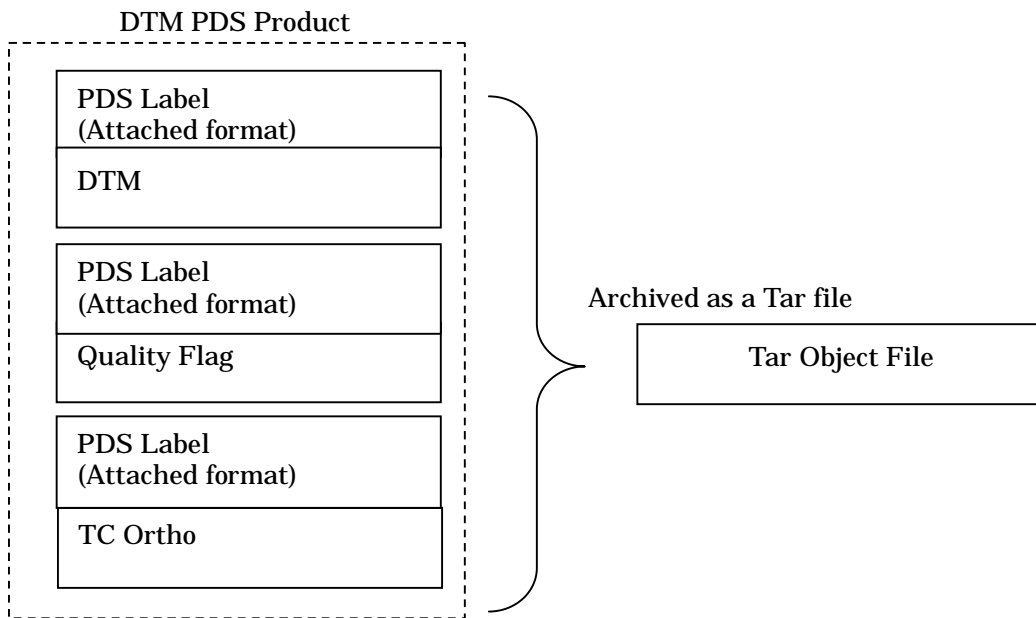 DTM PDS Product
PDS Label
(Attached format)
DTM
PDS Label
(Attached format)
Quality Flag
PDS Label
(Attached format)
TC Ortho
Archived as a Tar file
Tar Object File